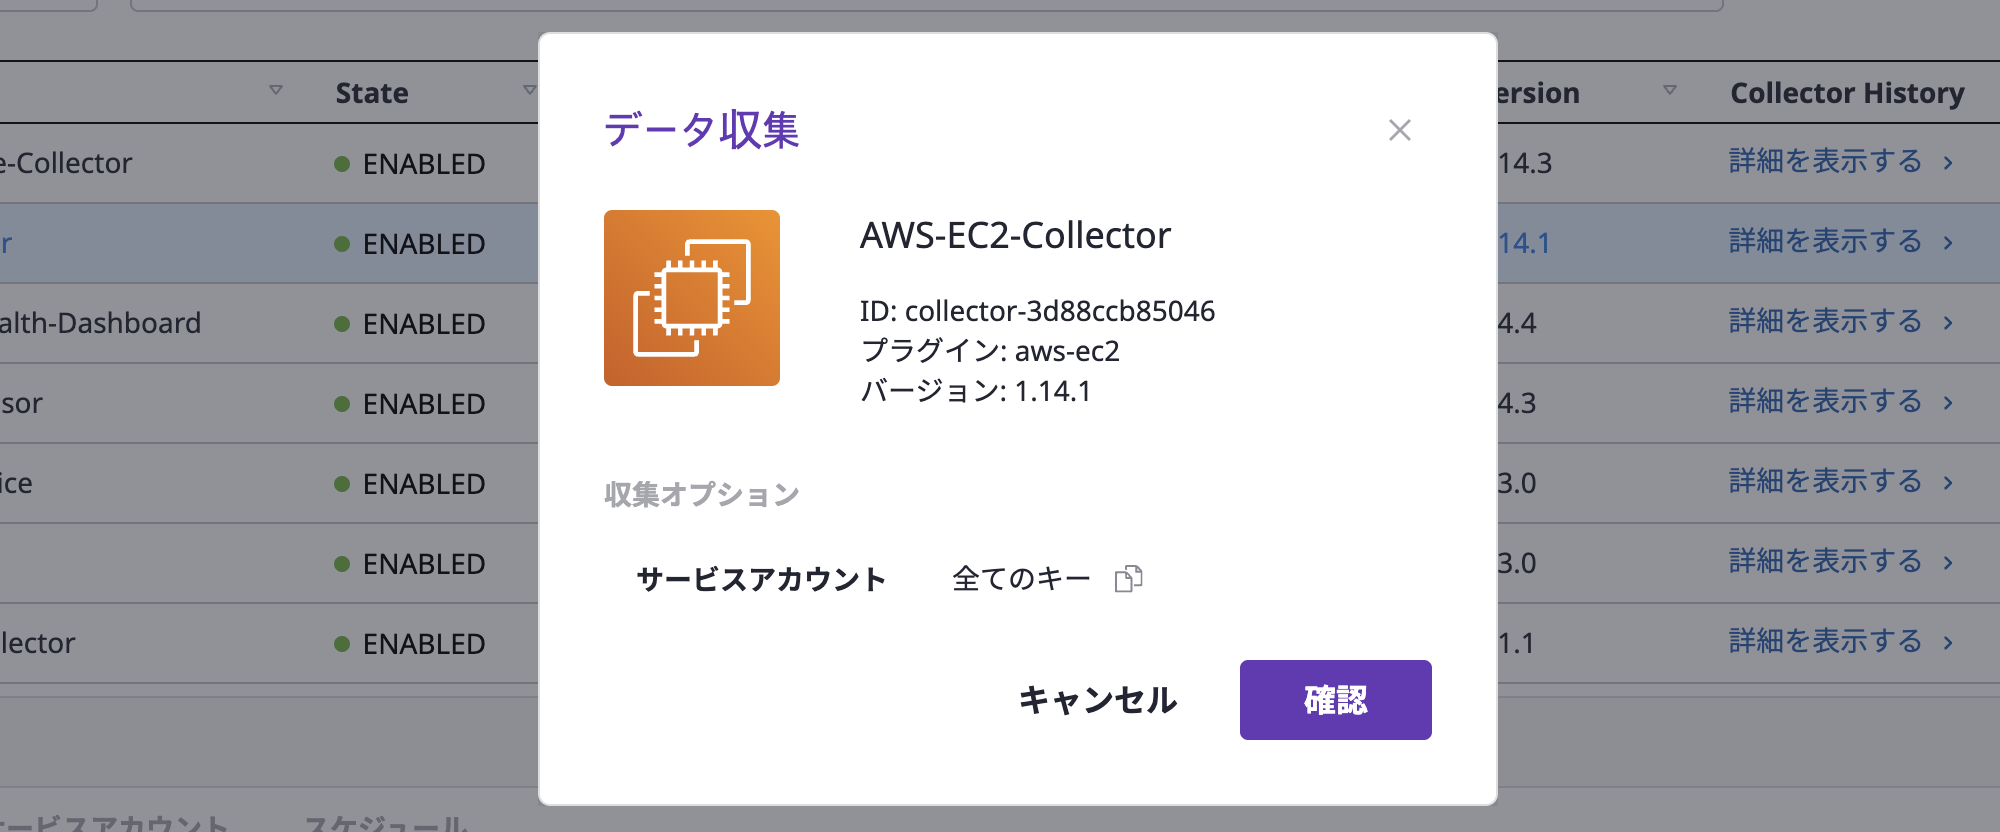 State
ersion
Collector History
e-Collector
ENABLED
14.3
詳細を表示する
r
ENABLED
14.1
詳細を表示する
alth-Dashboard
ENABLED
4.4
詳細を表示する
sor
ENABLED
4.3
詳細を表示する
ice
ENABLED
3.0
詳細を表示する
ENABLED
3.0
詳細を表示する
lector
ENABLED
1.1
詳細を表示する
データ収集
AWS-EC2-Collector
ID: collector-3d88ccb85046
プラグイン: aws-ec2
バージョン: 1.14.1
収集オプション
サービスアカウント
全てのキー
キャンセル
確認
サービスアカウント
スケジュール